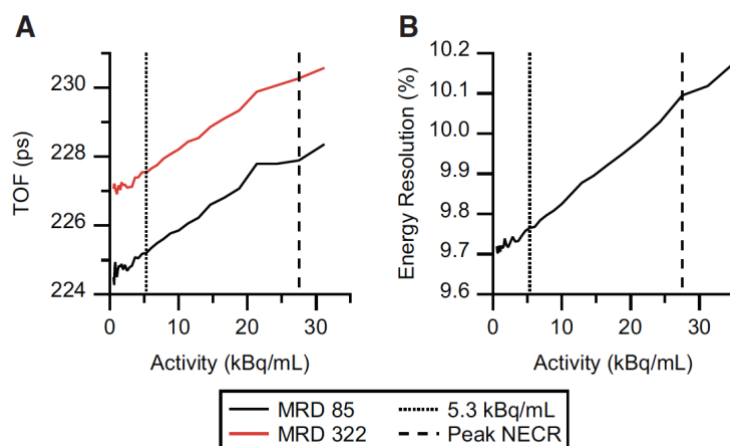 A
TOF (ps)
230
228
226
224
0
10
20
30
Activity (kBq/mL)
B
Energy Resolution (%)
10.2
10.1
10.0
9.9
9.8
9.7
9.6
0
10
20
30
Activity (kBq/mL)
MRD 85
5.3 kBq/mL
MRD 322
Peak NECR